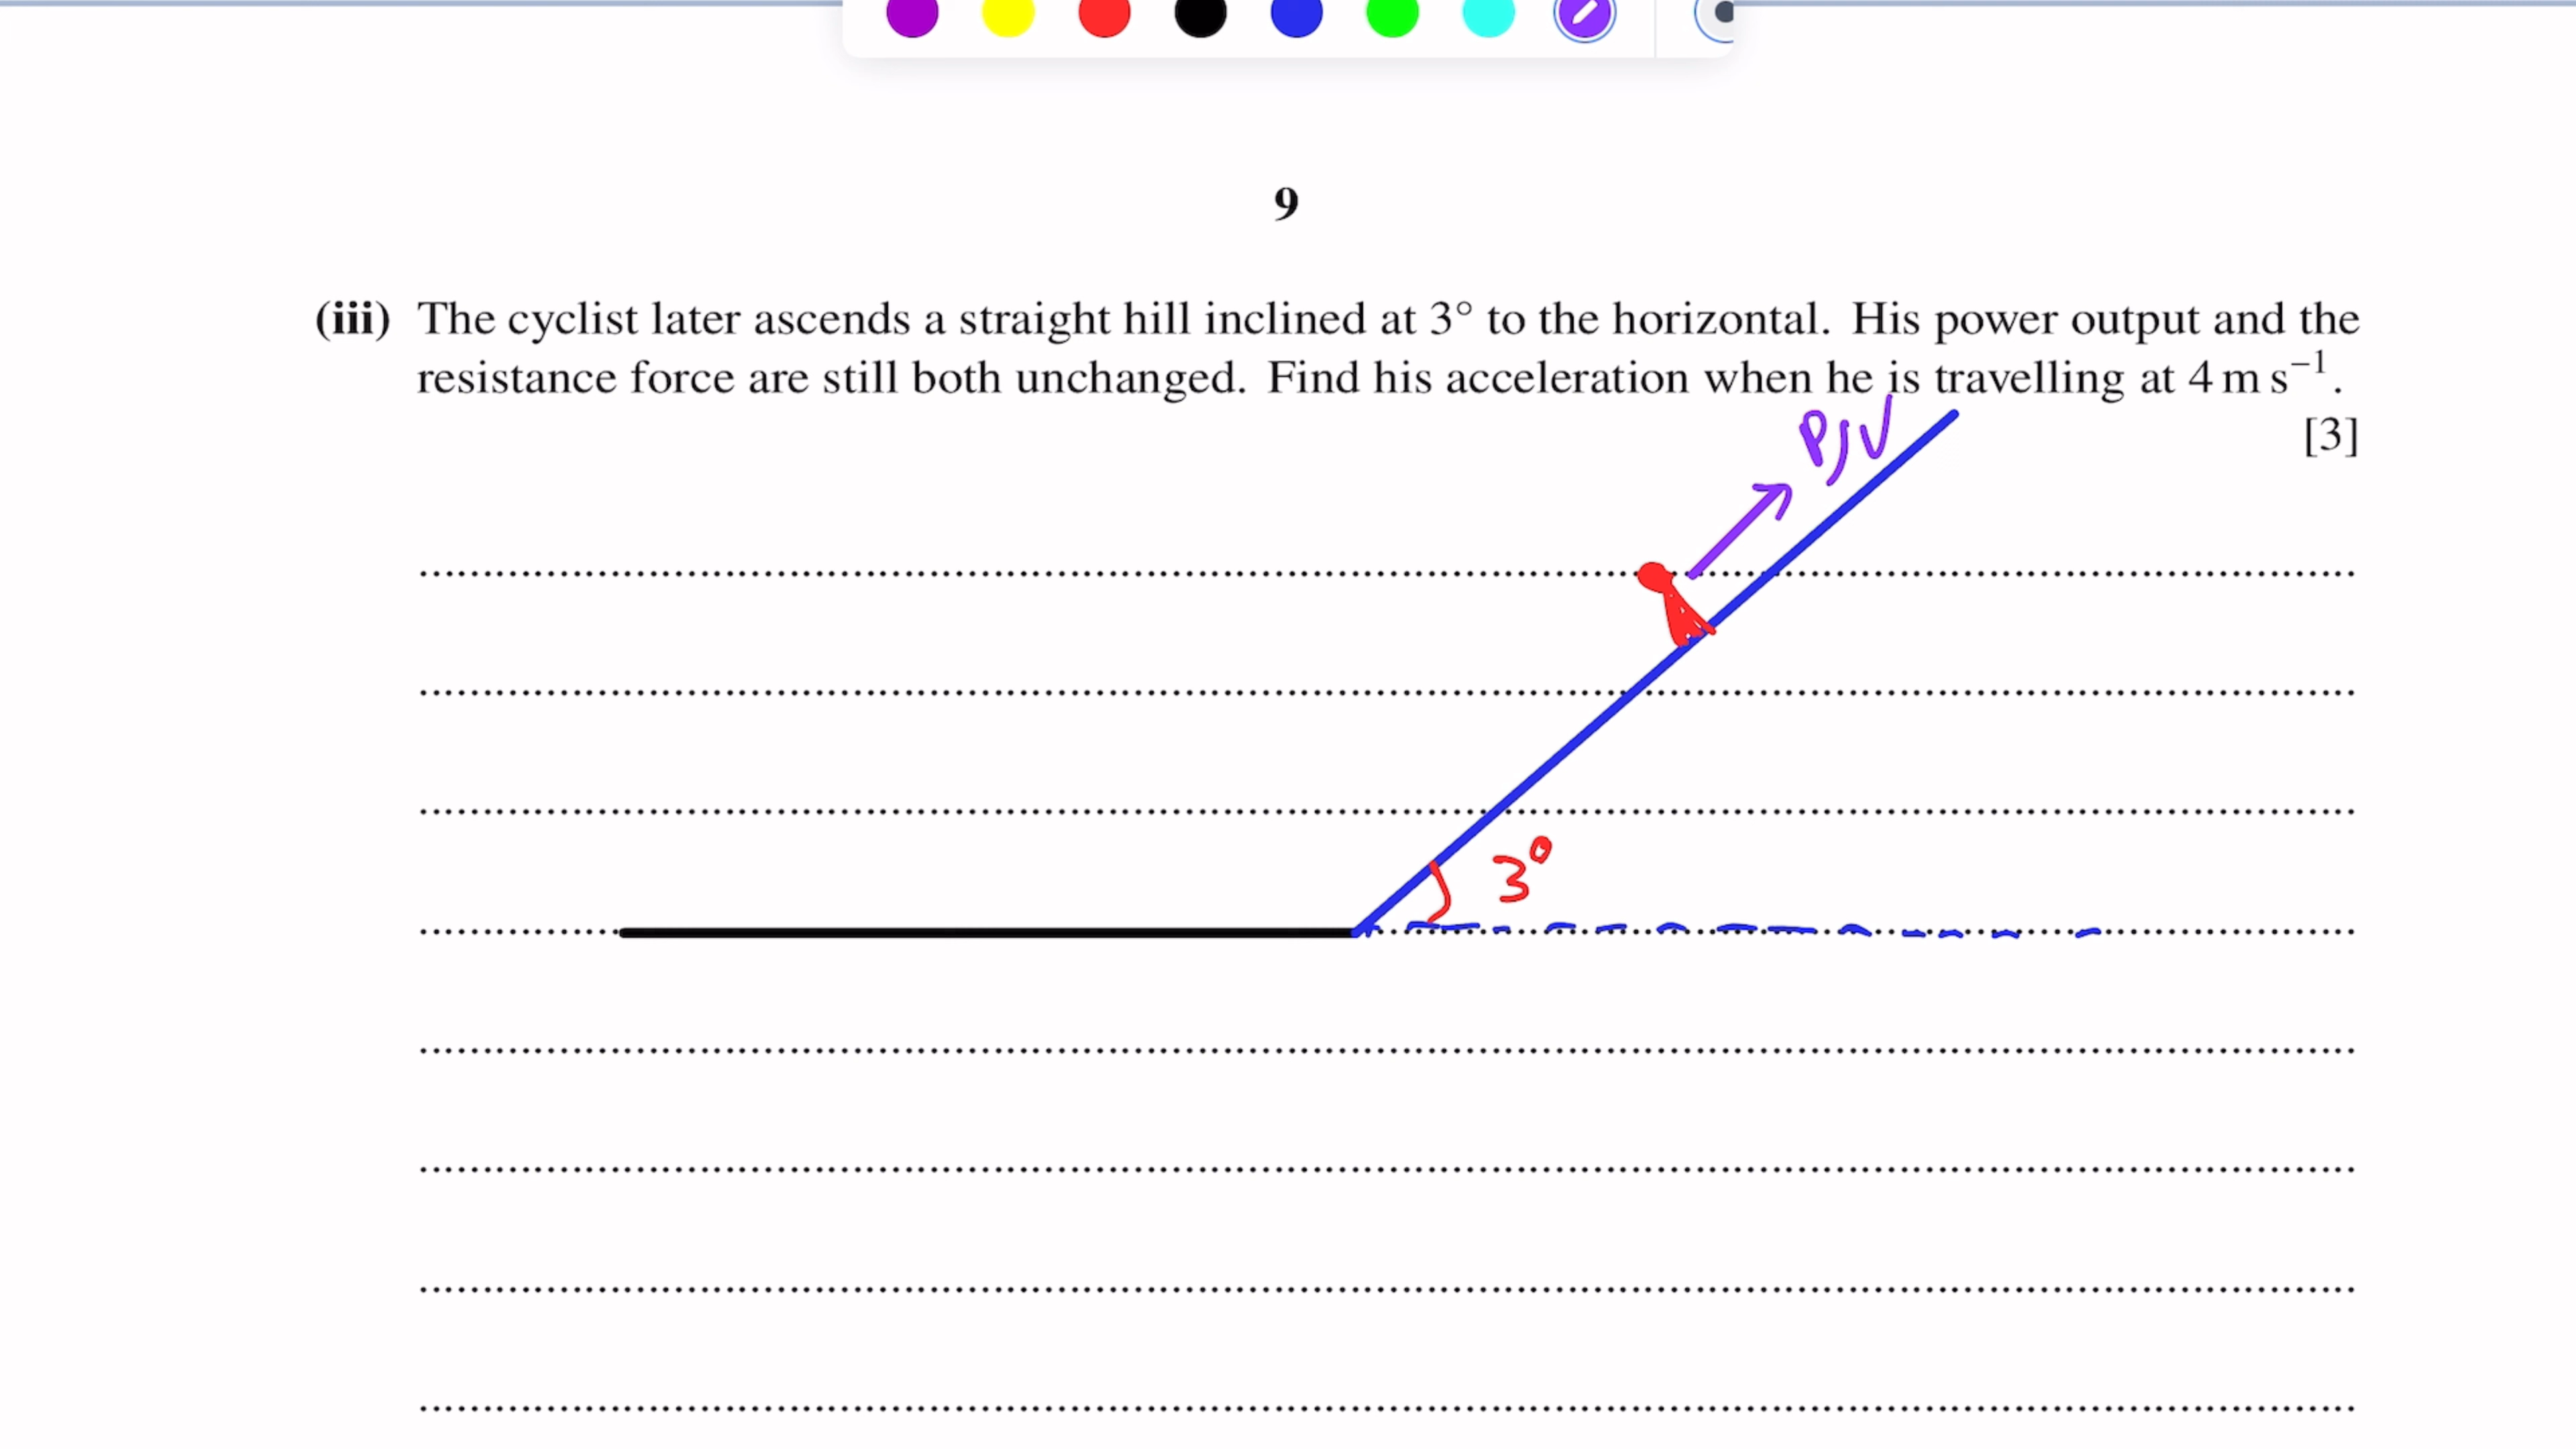 9
(iii) The cyclist later ascends a straight hill inclined at 3° to the horizontal. His power output and the
resistance force are still both unchanged. Find his acceleration when he is travelling at 4 m s⁻¹.
[3]
P/V
3°